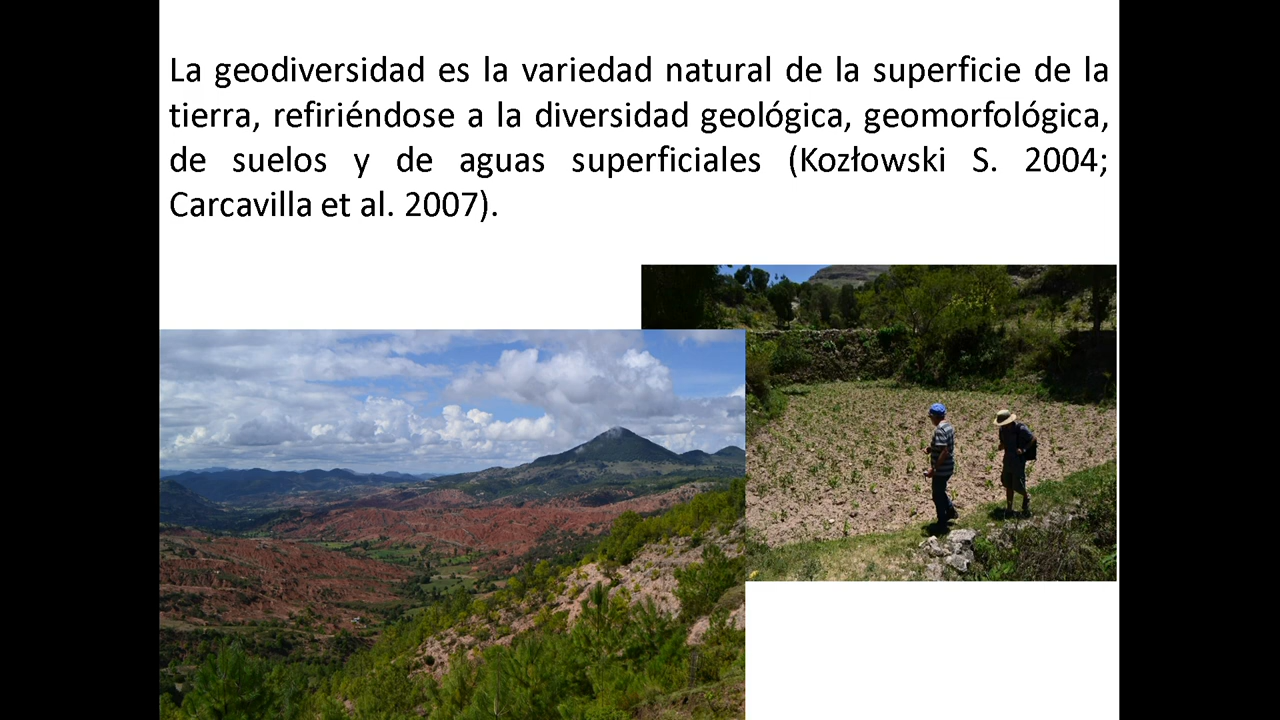 La geodiversidad es la variedad natural de la superficie de la
tierra, refiriéndose a la diversidad geológica, geomorfológica,
de suelos y de aguas superficiales (Kozłowski S. 2004;
Carcavilla et al. 2007).